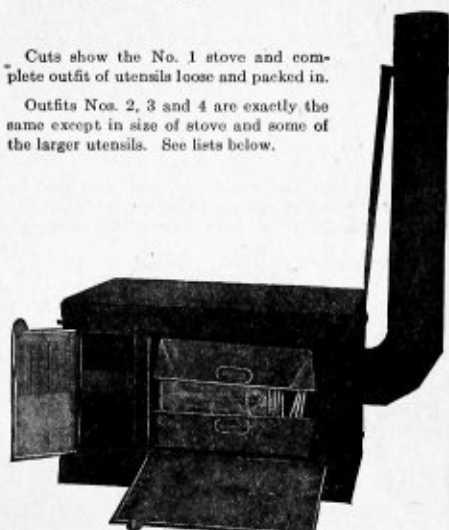 Cuts show the No. 1 stove and com-
plete outfit of utensils loose and packed in.
Outfits Nos. 2, 3 and 4 are exactly the
same except in size of stove and some of
the larger utensils. See lists below.